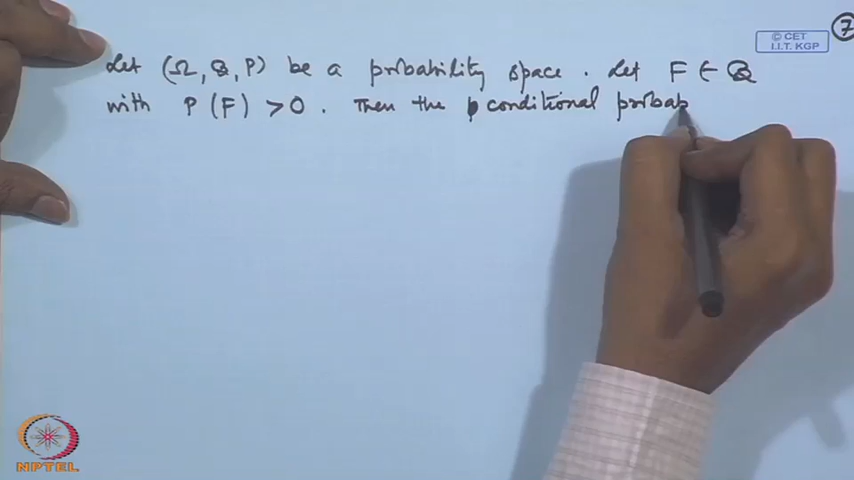 © CET
I.I.T. KGP
7
Let (Ω, B, P) be a probability space. Let F ∈ B
with P(F) > 0. Then the conditional probab
NPTEL